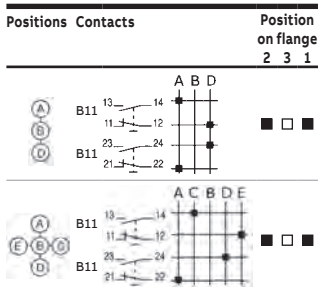 Positions Contacts Position
on flange
2 3 1
A B D
A
B
D
B11
13 14
11 12
B11
23 24
21 22
A C B D E
A
E B C
D
B11
13 14
11 12
B11
23 24
21 22